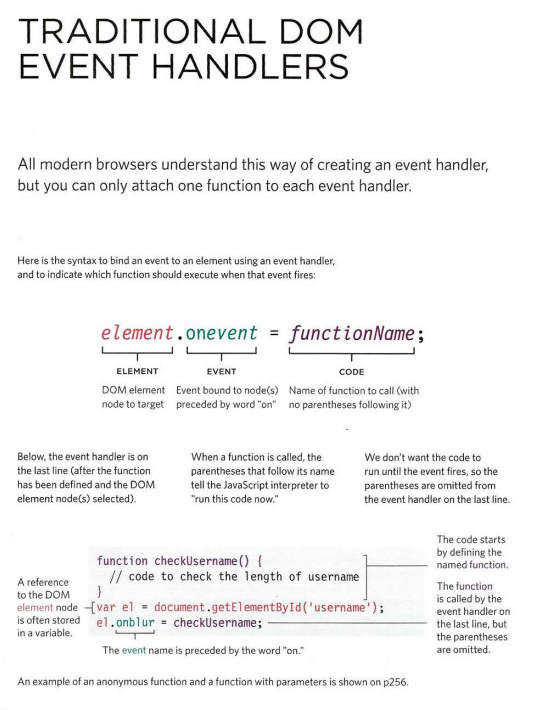 TRADITIONAL DOM
EVENT HANDLERS
All modern browsers understand this way of creating an event handler,
but you can only attach one function to each event handler.
Here is the syntax to bind an event to an element using an event handler,
and to indicate which function should execute when that event fires:
element.onevent = functionName;
ELEMENT
DOM element
node to target
EVENT
Event bound to node(s)
preceded by word "on"
CODE
Name of function to call (with
no parentheses following it)
Below, the event handler is on
the last line (after the function
has been defined and the DOM
element node(s) selected).
When a function is called, the
parentheses that follow its name
tell the JavaScript interpreter to
"run this code now."
We don't want the code to
run until the event fires, so the
parentheses are omitted from
the event handler on the last line.
A reference
to the DOM
element node
is often stored
in a variable.
function checkUsername() {
// code to check the length of username
}
var el = document.getElementById('username');
el.onblur = checkUsername;
The event name is preceded by the word "on."
The code starts
by defining the
named function.
The function
is called by the
event handler on
the last line, but
the parentheses
are omitted.
An example of an anonymous function and a function with parameters is shown on p256.